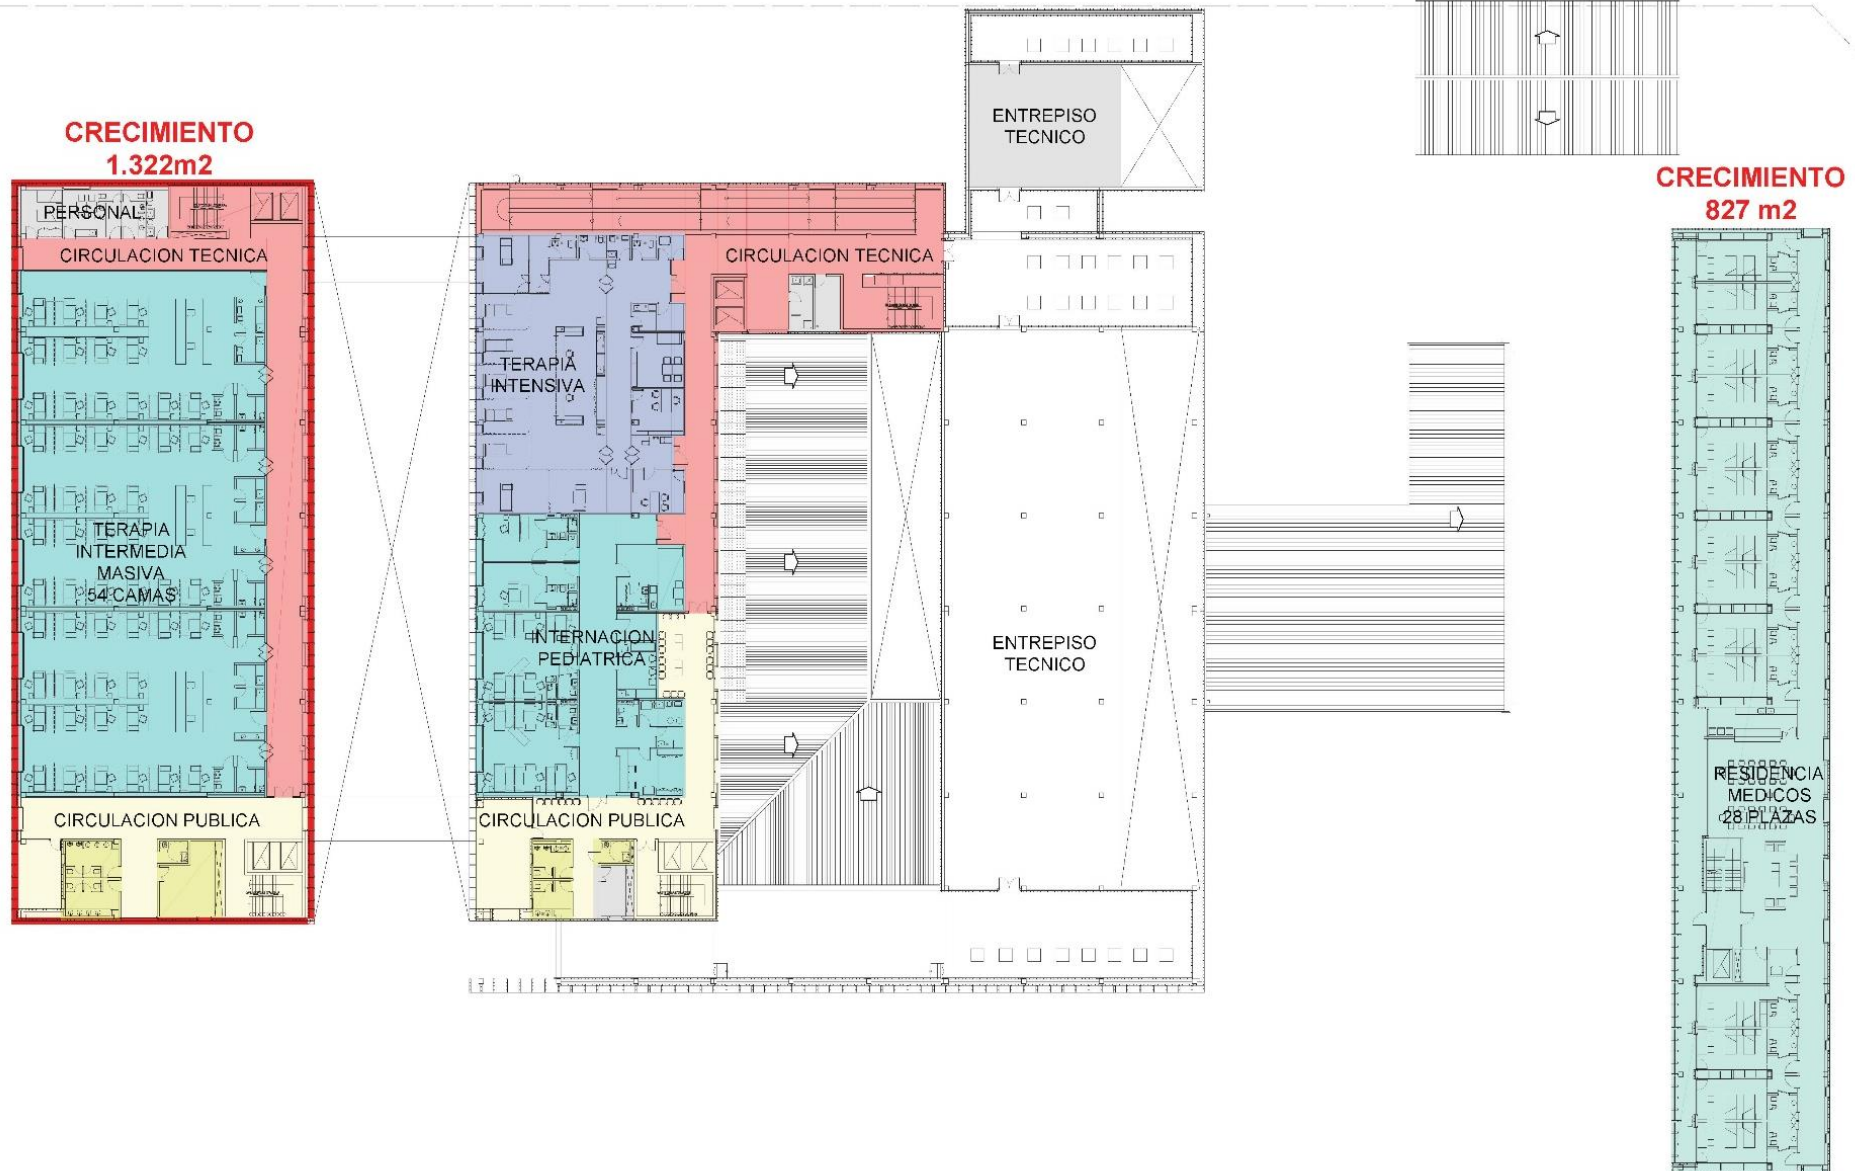 CRECIMIENTO
1.322m2
PERSONAL
CIRCULACION TECNICA
TERAPIA
INTERMEDIA
MASIVA
54 CAMAS
CIRCULACION PUBLICA
CIRCULACION TECNICA
TERAPIA
INTENSIVA
INTERNACION
PEDIATRICA
CIRCULACION PUBLICA
ENTREPISO
TECNICO
ENTREPISO
TECNICO
CRECIMIENTO
827 m2
RESIDENCIA
MEDICOS
28 PLAZAS